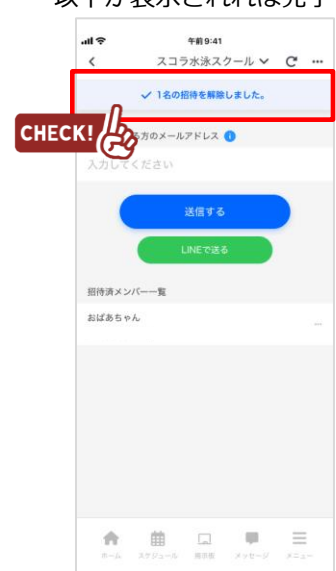 以下が表示されれば完了
午前9:41
スコラ水泳スクール
✓ 1名の招待を解除しました。
CHECK!
る方のメールアドレス
入力してください
送信する
LINEで送る
招待済メンバー一覧
おばあちゃん
ホーム スケジュール 掲示板 メッセージ メニュー